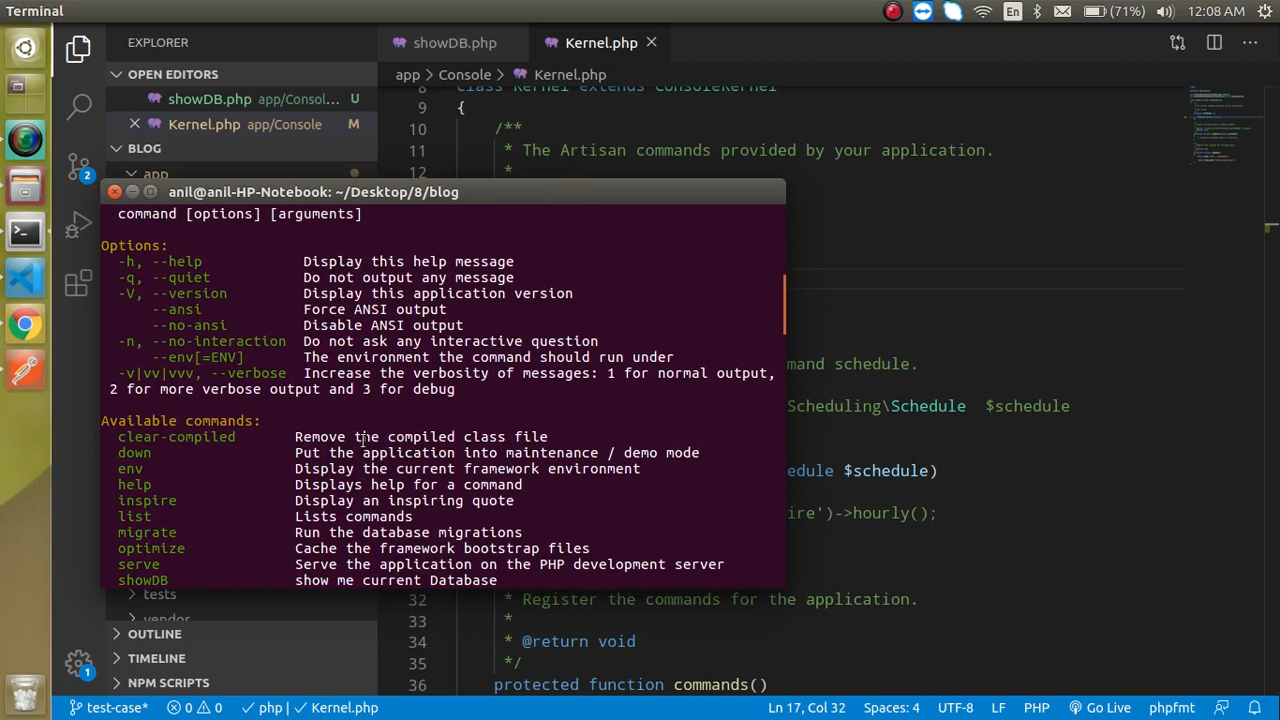 Terminal
En
(71%)
12:08 AM
EXPLORER
showDB.php
Kernel.php
OPEN EDITORS
app > Console > Kernel.php
showDB.php app/Consol... U
class Kernel extends ConsoleKernel
9 {
Kernel.php app/Console M
10 /**
BLOG
11 * The Artisan commands provided by your application.
app
12 *
2
anil@anil-HP-Notebook: ~/Desktop/8/blog
command [options] [arguments]
Options:
-h, --help Display this help message
-q, --quiet Do not output any message
-V, --version Display this application version
--ansi Force ANSI output
--no-ansi Disable ANSI output
-n, --no-interaction Do not ask any interactive question
--env[=ENV] The environment the command should run under
-v|vv|vvv, --verbose Increase the verbosity of messages: 1 for normal output,
2 for more verbose output and 3 for debug
Available commands:
clear-compiled Remove the compiled class file
down Put the application into maintenance / demo mode
env Display the current framework environment
help Displays help for a command
inspire Display an inspiring quote
list Lists commands
migrate Run the database migrations
optimize Cache the framework bootstrap files
serve Serve the application on the PHP development server
showDB show me current Database
mand schedule.
Scheduling\Schedule $schedule
edule $schedule)
ire')->hourly();
tests
32 * Register the commands for the application.
vendor
33 *
OUTLINE
34 * @return void
TIMELINE
35 */
1
NPM SCRIPTS
36 protected function commands()
test-case*
0 0
php
Kernel.php
Ln 17, Col 32
Spaces: 4
UTF-8
LF
PHP
Go Live
phpfmt